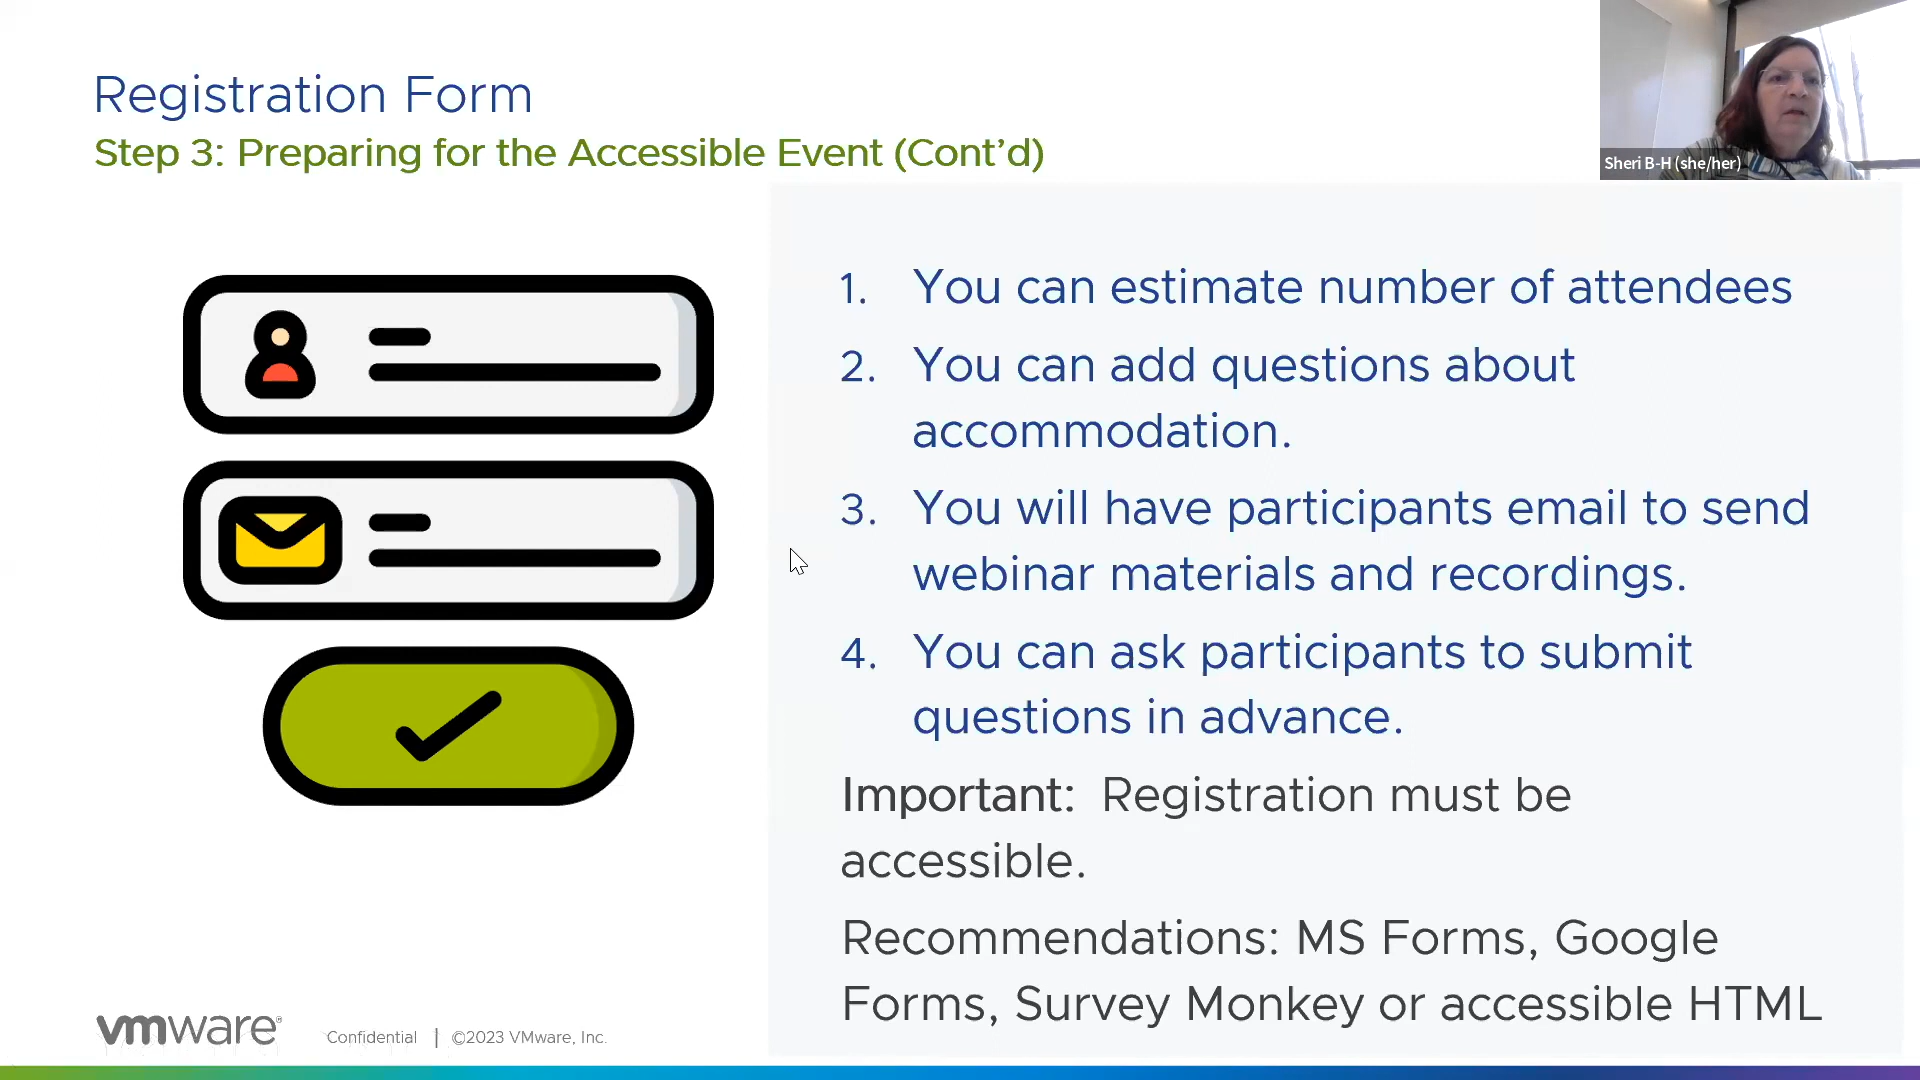 Registration Form
Step 3: Preparing for the Accessible Event (Cont’d)
Sheri B-H (she/her)
1. You can estimate number of attendees
2. You can add questions about
accommodation.
3. You will have participants email to send
webinar materials and recordings.
4. You can ask participants to submit
questions in advance.
Important: Registration must be
accessible.
Recommendations: MS Forms, Google
Forms, Survey Monkey or accessible HTML
vmware®
Confidential | ©2023 VMware, Inc.